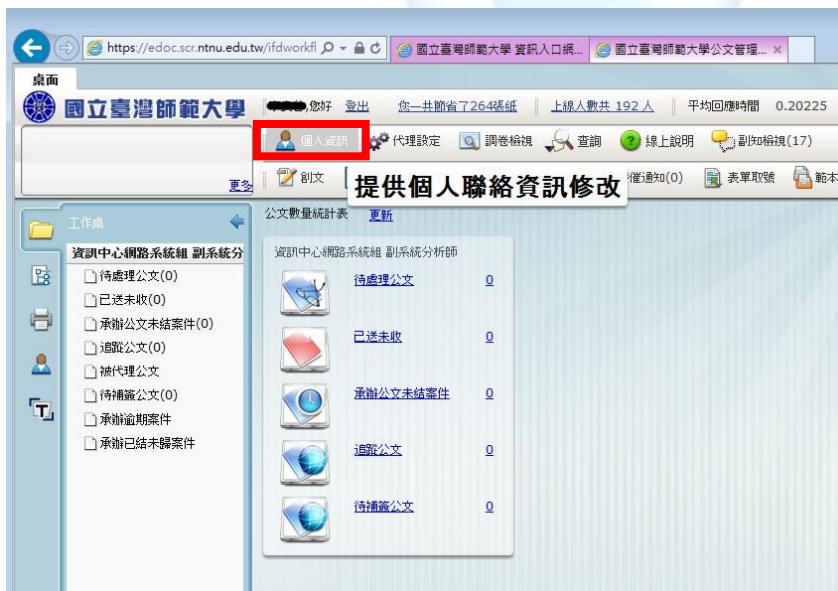 https://edoc.scr.ntnu.edu.tw/ifdworkfl
國立臺灣師範大學 資訊入口網...
國立臺灣師範大學公文管理...
桌面
國立臺灣師範大學
,您好 登出 您一共節省了264張紙 上線人數共 192 人 平均回應時間 0.20225
個人資訊 代理設定 調卷檢視 查詢 線上說明 副知檢視(17)
更多
創文 催通知(0) 表單取號 範本
提供個人聯絡資訊修改
工作桌
公文數量統計表 更新
資訊中心網路系統組 副系統分
資訊中心網路系統組 副系統分析師
待處理公文(0)
已送未收(0)
承辦公文未結案件(0)
追蹤公文(0)
被代理公文
待補簽公文(0)
承辦逾期案件
承辦已結未歸案件
待處理公文 0
已送未收 0
承辦公文未結案件 0
追蹤公文 0
待補簽公文 0